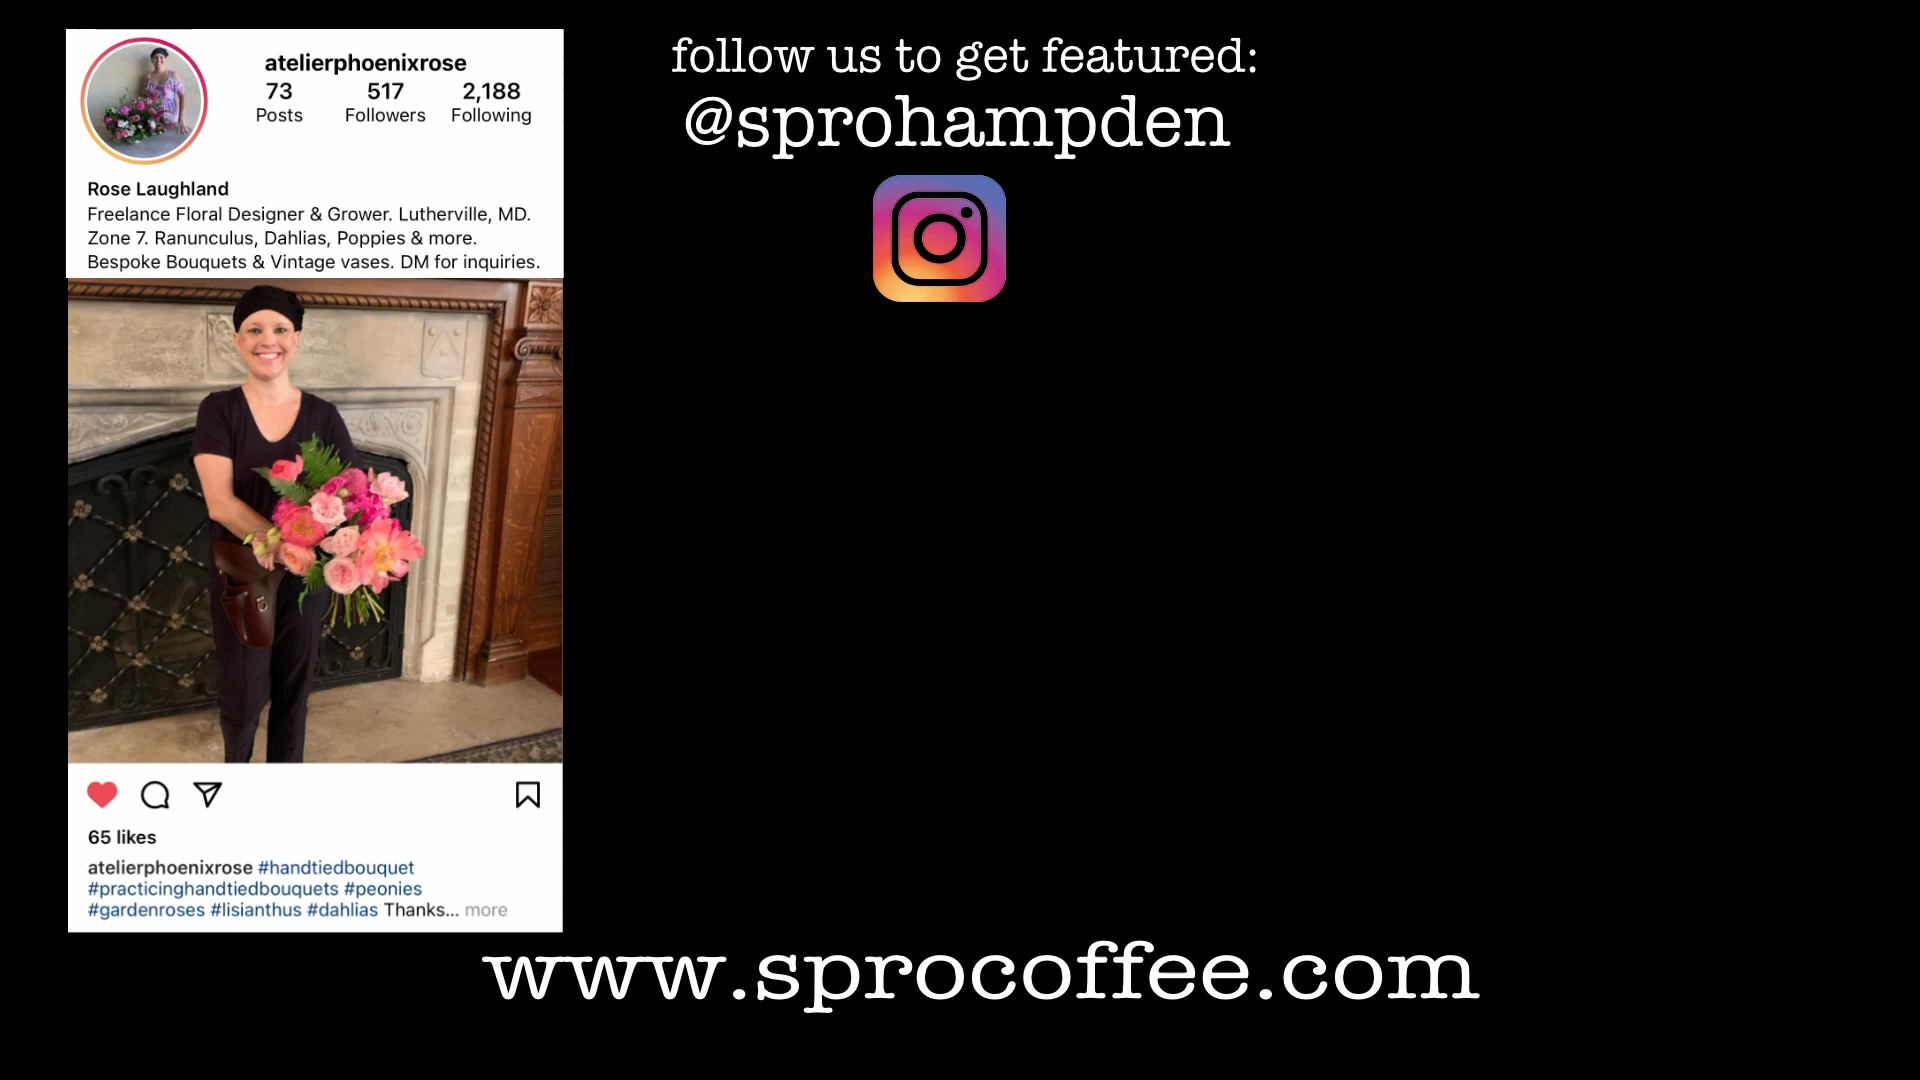 atelierphoenixrose
73 517 2,188
Posts Followers Following
Rose Laughland
Freelance Floral Designer & Grower. Lutherville, MD.
Zone 7. Ranunculus, Dahlias, Poppies & more.
Bespoke Bouquets & Vintage vases. DM for inquiries.
65 likes
atelierphoenixrose #handtiedbouquet
#practicinghandtiedbouquets #peonies
#gardenroses #lisianthus #dahlias Thanks... more
follow us to get featured:
@sprohampden
www.sprocoffee.com